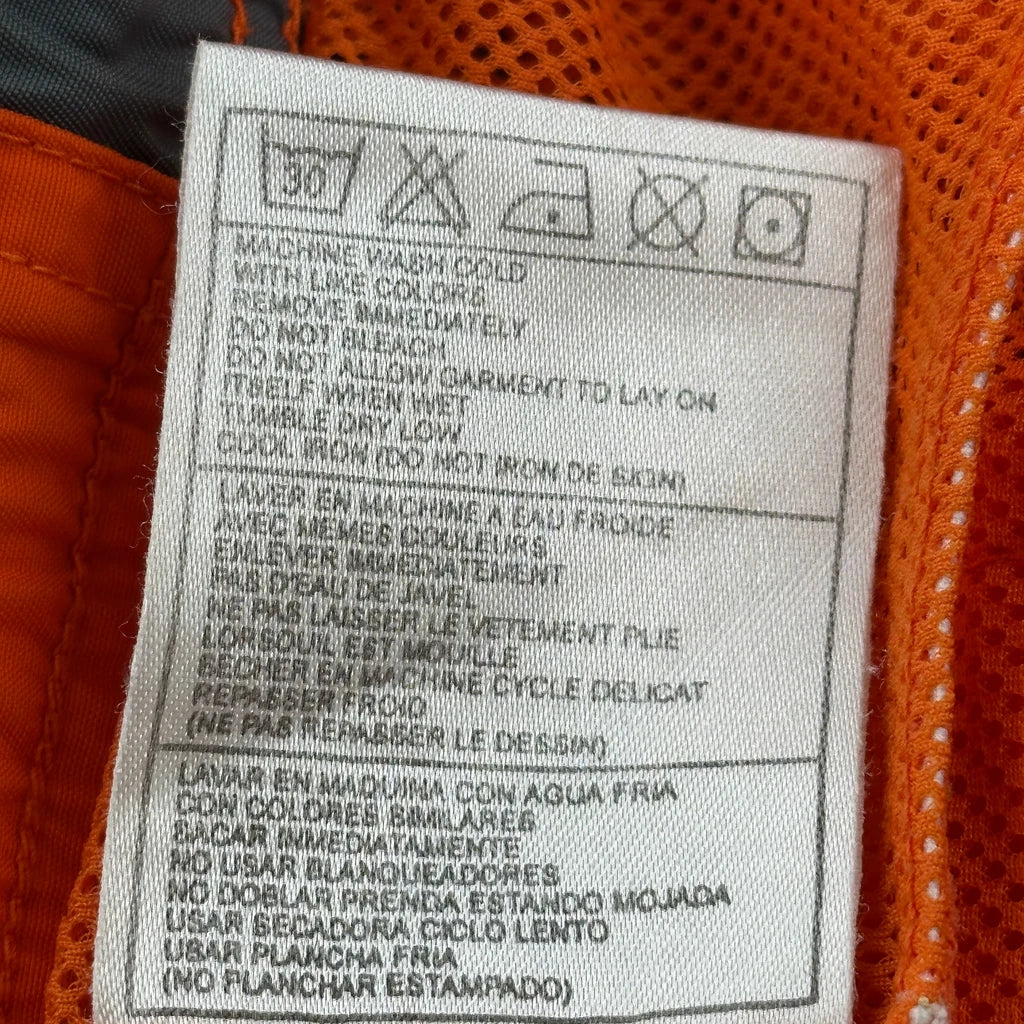 30
MACHINE WASH COLD
WITH LIKE COLORS
REMOVE IMMEDIATELY
DO NOT BLEACH
DO NOT ALLOW GARMENT TO LAY ON
ITSELF WHEN WET
TUMBLE DRY LOW
COOL IRON (DO NOT IRON DE SIGN)
LAVER EN MACHINE A EAU FROIDE
AVEC MEMES COULEURS
ENLEVER IMMEDIATEMENT
PAS D'EAU DE JAVEL
NE PAS LAISSER LE VETEMENT PLIE
LORSQUIL EST MOUILLE
SECHER EN MACHINE CYCLE DELICAT
REPASSER FROID
(NE PAS REPASSER LE DESSIN)
LAVAR EN MAQUINA CON AGUA FRIA
CON COLORES SIMILARES
SACAR IMMEDIATAMENTE
NO USAR BLANQUEADORES
NO DOBLAR PRENDA ESTANDO MOJADA
USAR SECADORA CICLO LENTO
USAR PLANCHA FRIA
(NO PLANCHAR ESTAMPADO)